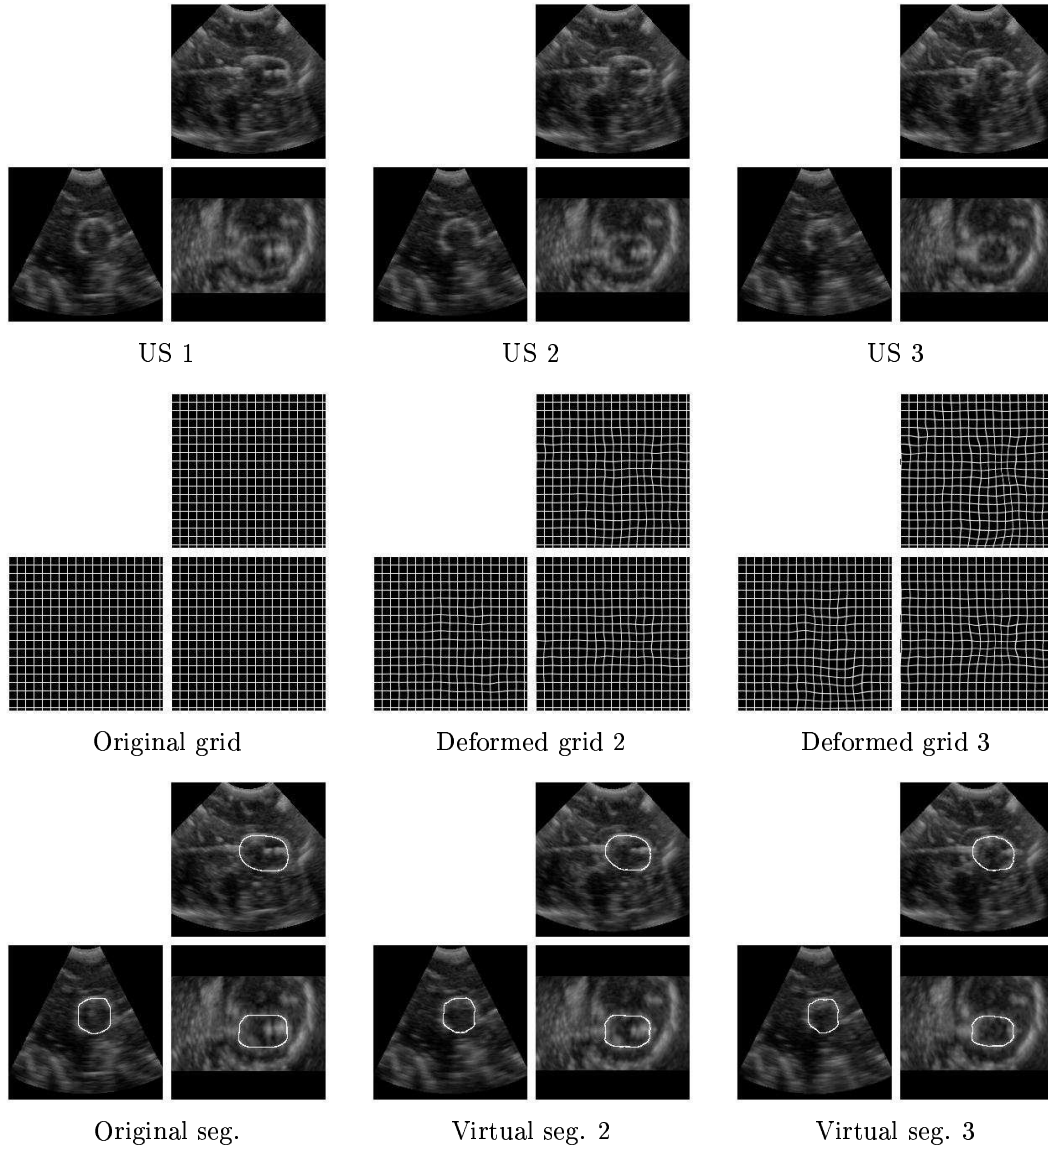 US 1
US 2
US 3
Original grid
Deformed grid 2
Deformed grid 3
Original seg.
Virtual seg. 2
Virtual seg. 3